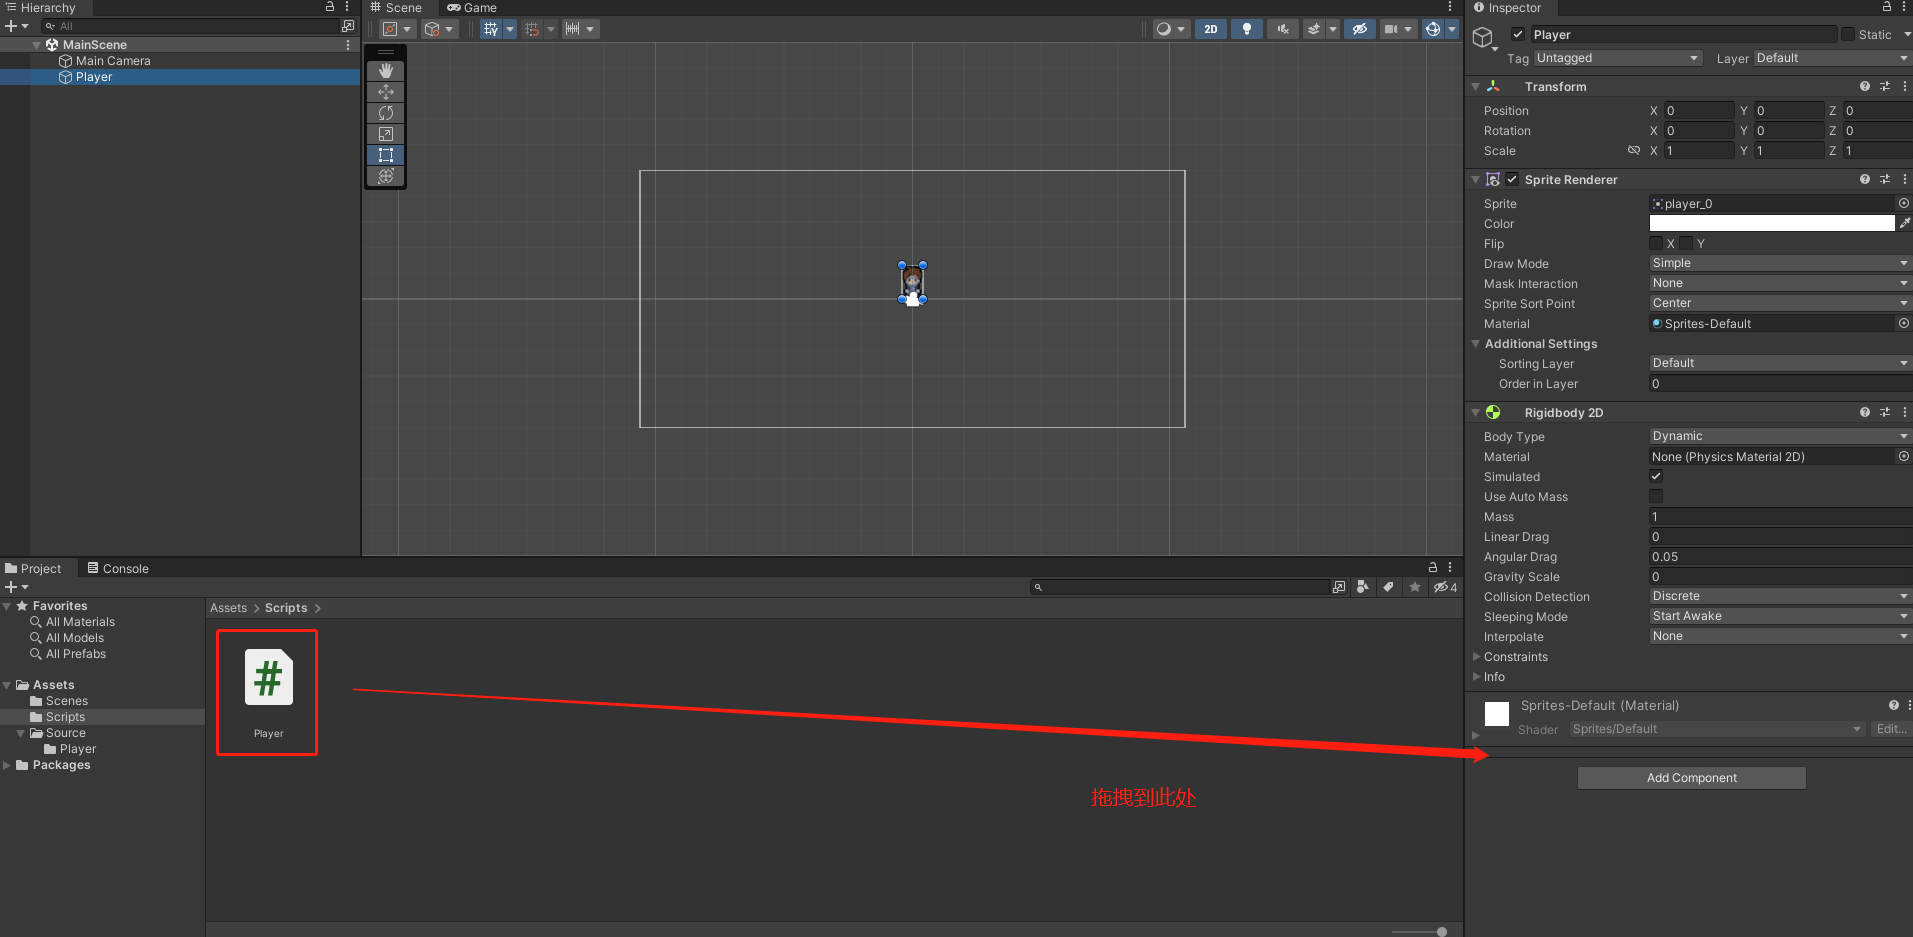 Hierarchy
All
MainScene
Main Camera
Player
Scene
Game
2D
Inspector
Player
Static
Tag
Untagged
Layer
Default
Transform
Position
X 0 Y 0 Z 0
Rotation
X 0 Y 0 Z 0
Scale
X 1 Y 1 Z 1
Sprite Renderer
Sprite
player_0
Color
Flip
X Y
Draw Mode
Simple
Mask Interaction
None
Sprite Sort Point
Center
Material
Sprites-Default
Additional Settings
Sorting Layer
Default
Order in Layer
0
Rigidbody 2D
Body Type
Dynamic
Material
None (Physics Material 2D)
Simulated
Use Auto Mass
Mass
1
Linear Drag
0
Angular Drag
0.05
Gravity Scale
0
Collision Detection
Discrete
Sleeping Mode
Start Awake
Interpolate
None
Constraints
Info
Sprites-Default (Material)
Shader
Sprites/Default
Edit...
Add Component
Project
Console
4
Favorites
All Materials
All Models
All Prefabs
Assets
Scenes
Scripts
Source
Player
Packages
Assets > Scripts >
#
Player
拖拽到此处